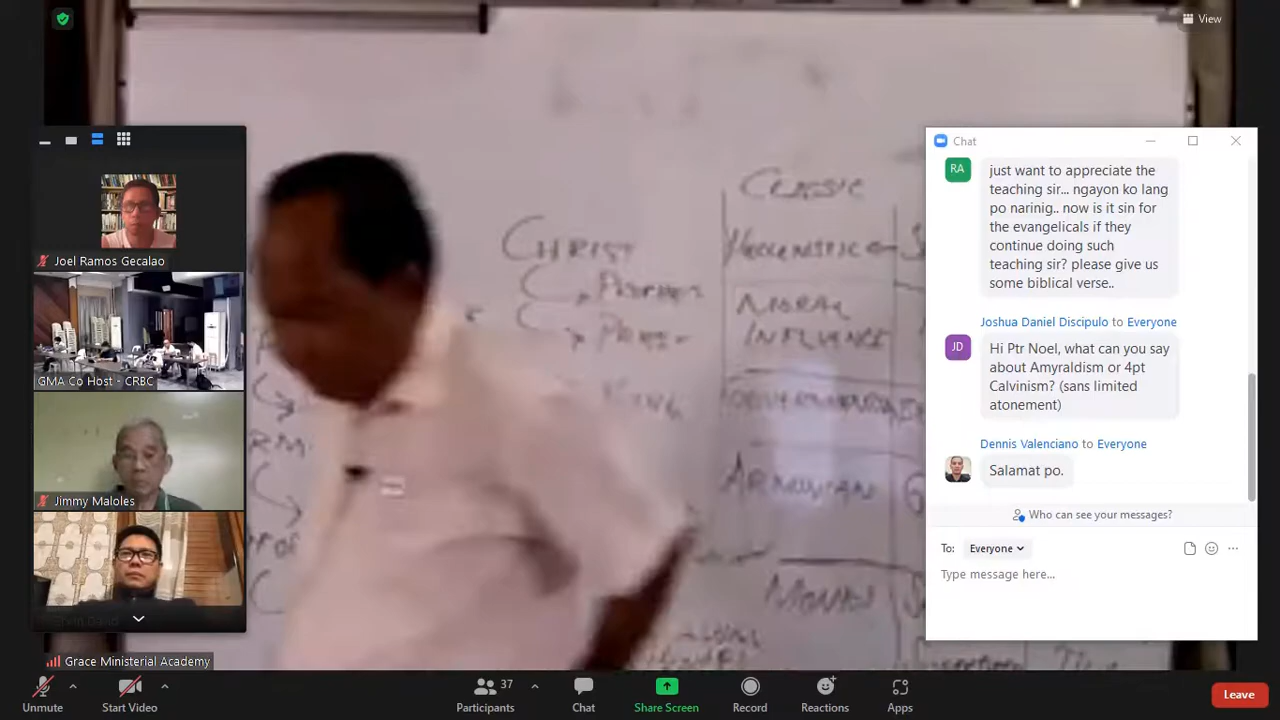 View
Chat
Joel Ramos Gecalao
GMA Co Host - CRBC
Jimmy Maloles
Grace Ministerial Academy
CLASSIC
CHRIST
MORAL
INFLUENCE
ARMINIAN
RA
just want to appreciate the
teaching sir... ngayon ko lang
po narinig.. now is it sin for
the evangelicals if they
continue doing such
teaching sir? please give us
some biblical verse..
Joshua Daniel Discipulo to Everyone
JD
Hi Ptr Noel, what can you say
about Amyraldism or 4pt
Calvinism? (sans limited
atonement)
Dennis Valenciano to Everyone
Salamat po.
Who can see your messages?
To: Everyone
Type message here...
Unmute
Start Video
37
Participants
Chat
Share Screen
Record
Reactions
Apps
Leave